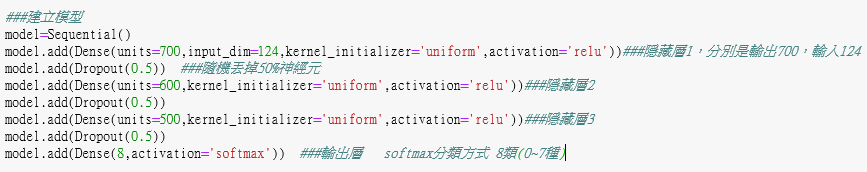 ###建立模型
model=Sequential()
model.add(Dense(units=700,input_dim=124,kernel_initializer='uniform',activation='relu'))###隱藏層1，分別是輸出700，輸入124
model.add(Dropout(0.5))  ###隨機丟掉50%神經元
model.add(Dense(units=600,kernel_initializer='uniform',activation='relu'))###隱藏層2
model.add(Dropout(0.5))
model.add(Dense(units=500,kernel_initializer='uniform',activation='relu'))###隱藏層3
model.add(Dropout(0.5))
model.add(Dense(8,activation='softmax'))  ###輸出層   softmax分類方式 8類(0~7種)